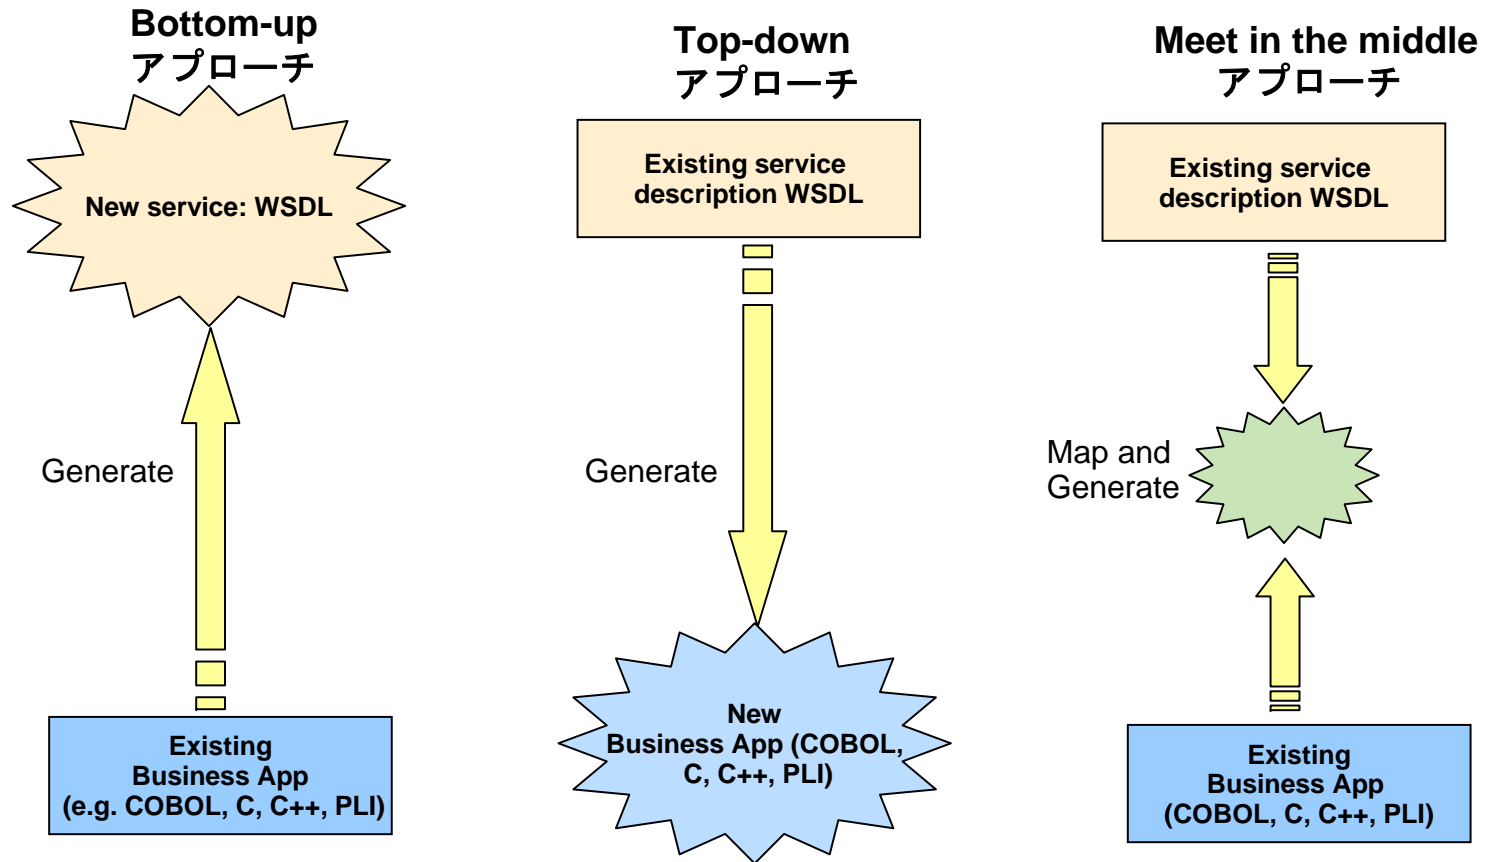 Bottom-up
アプローチ
New service: WSDL
Generate
Existing
Business App
(e.g. COBOL, C, C++, PLI)
Top-down
アプローチ
Existing service
description WSDL
Generate
New
Business App (COBOL,
C, C++, PLI)
Meet in the middle
アプローチ
Existing service
description WSDL
Map and
Generate
Existing
Business App
(COBOL, C, C++, PLI)